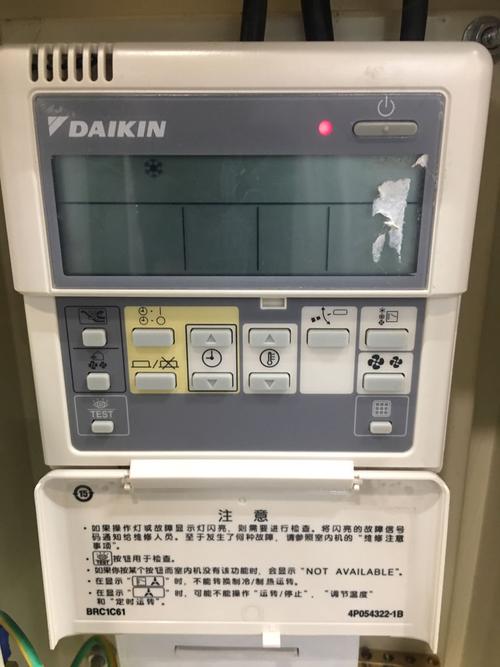 DAIKIN
TEST
15
注 意
• 如果操作灯或故障显示灯闪亮，则需要进行检查。将闪亮的故障信号
码通知给维修人员。至于发生了何种故障，请参照室内机的“维修注意
事项”。
• TEST 按钮用于检查。
• 如果你按某个按钮而室内机没有该功能时，会显示“NOT AVAILABLE”。
• 在显示“ ”时，不能转换制冷/制热运转。
• 在显示“ ”时，可能不能操作“运转/停止”，“调节温度”
和“定时运转”。
BRC1C61 4P054322-1B